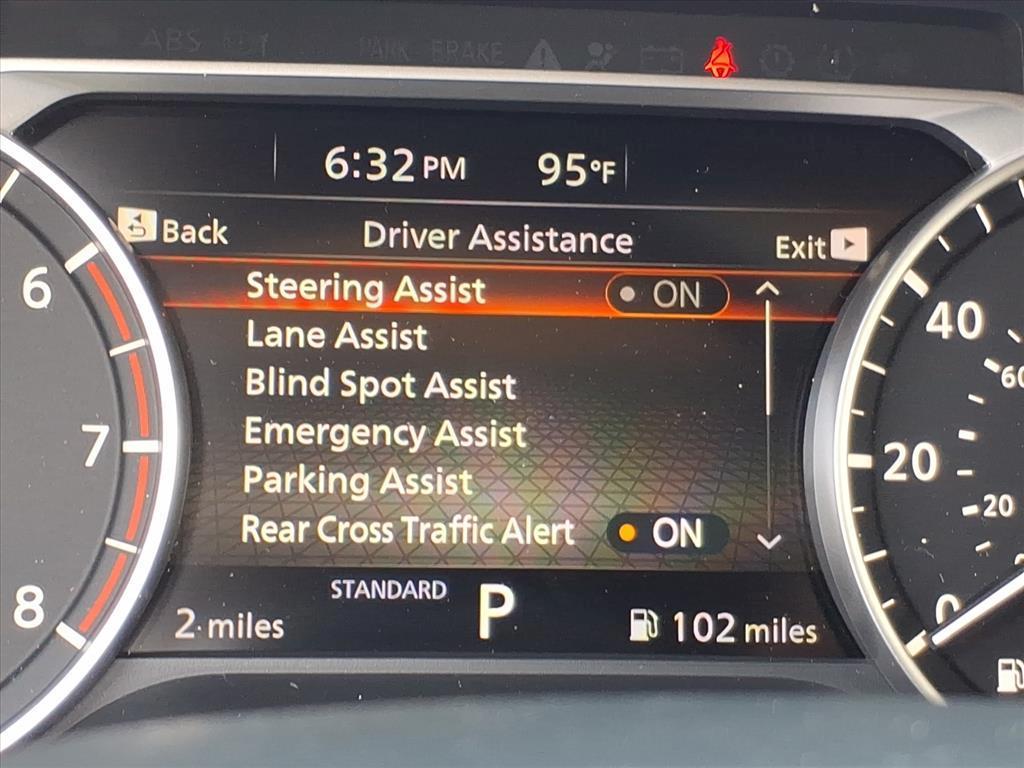 ABS
PARK BRAKE
6:32 PM 95°F
Back Driver Assistance Exit
Steering Assist ON
Lane Assist
Blind Spot Assist
Emergency Assist
Parking Assist
Rear Cross Traffic Alert ON
STANDARD
2 miles P 102 miles
6
7
8
40
60
20
20
0